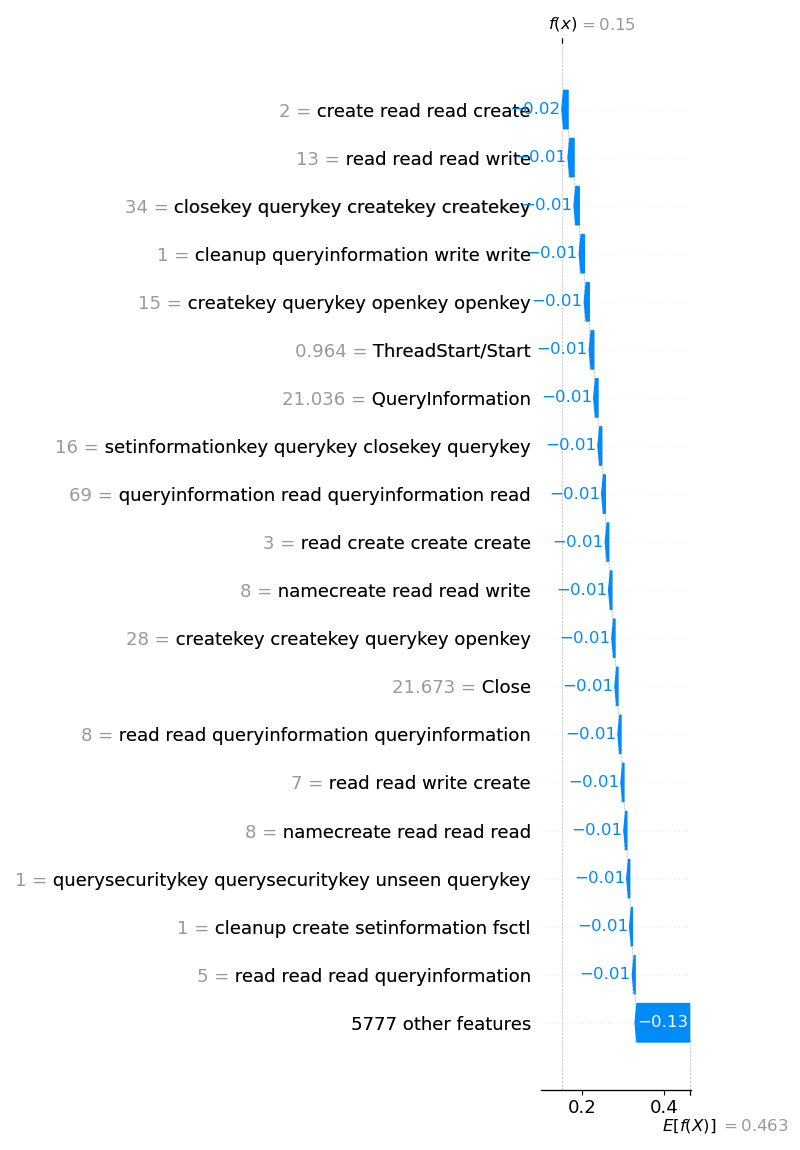 f(x) = 0.15
2 = create read read create −0.02
13 = read read read write −0.01
34 = closekey querykey createkey createkey −0.01
1 = cleanup queryinformation write write −0.01
15 = createkey querykey openkey openkey −0.01
0.964 = ThreadStart/Start −0.01
21.036 = QueryInformation −0.01
16 = setinformationkey querykey closekey querykey −0.01
69 = queryinformation read queryinformation read −0.01
3 = read create create create −0.01
8 = namecreate read read write −0.01
28 = createkey createkey querykey openkey −0.01
21.673 = Close −0.01
8 = read read queryinformation queryinformation −0.01
7 = read read write create −0.01
8 = namecreate read read read −0.01
1 = querysecuritykey querysecuritykey unseen querykey −0.01
1 = cleanup create setinformation fsctl −0.01
5 = read read read queryinformation −0.01
5777 other features −0.13
0.2 0.4
E[f(X)] = 0.463